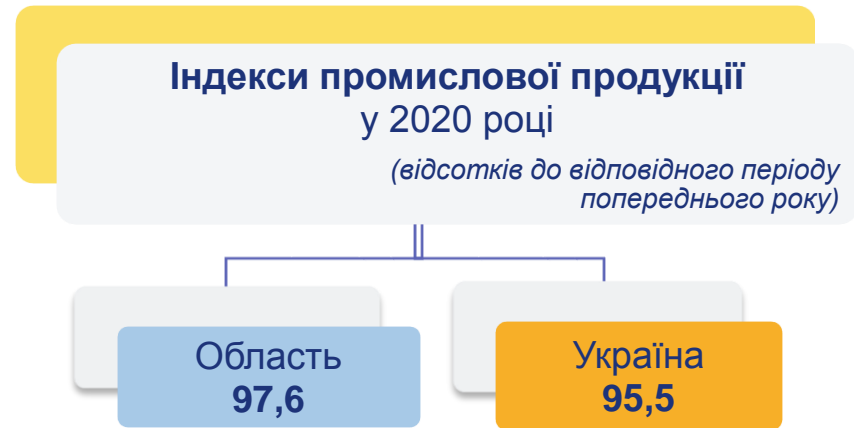 Індекси промислової продукції
у 2020 році
(відсотків до відповідного періоду
попереднього року)
Область
97,6
Україна
95,5